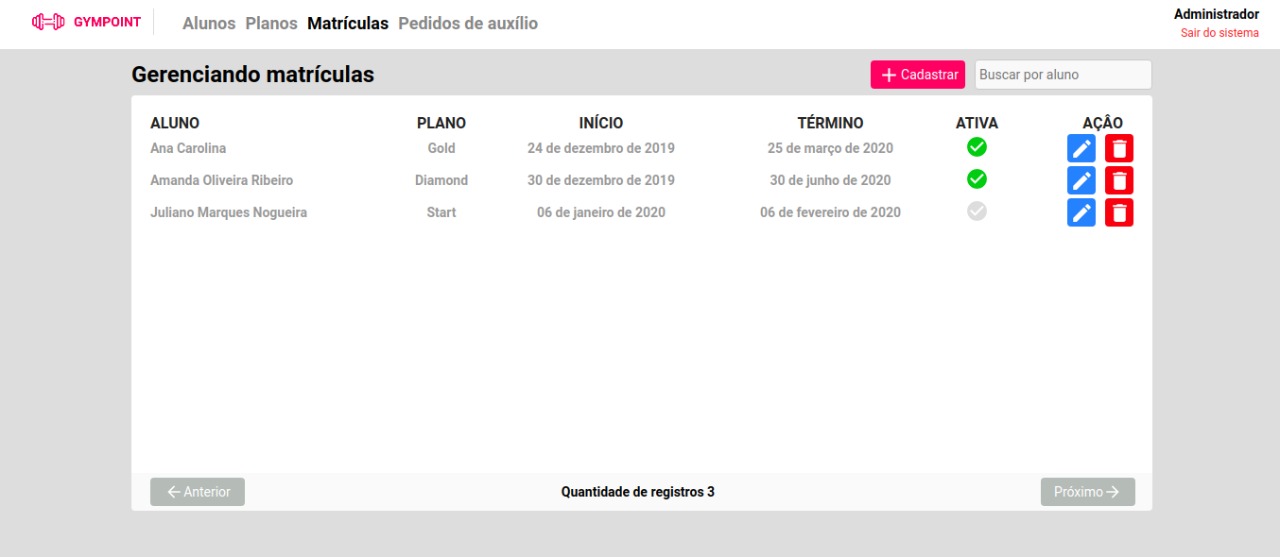 GYMPOINT Alunos Planos Matrículas Pedidos de auxílio Administrador
Sair do sistema
Gerenciando matrículas Cadastrar Buscar por aluno
ALUNO PLANO INÍCIO TÉRMINO ATIVA AÇÂO
Ana Carolina Gold 24 de dezembro de 2019 25 de março de 2020
Amanda Oliveira Ribeiro Diamond 30 de dezembro de 2019 30 de junho de 2020
Juliano Marques Nogueira Start 06 de janeiro de 2020 06 de fevereiro de 2020
Anterior Quantidade de registros 3 Próximo